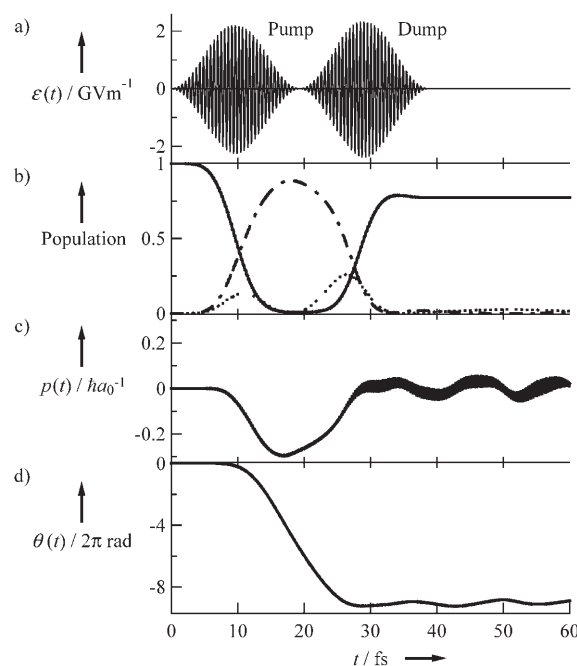 a)
Pump
Dump
ε(t) / GVm⁻¹
2
0
-2
b)
1
Population
0.5
0
c)
0.2
p(t) / ħa₀⁻¹
0
-0.2
d)
0
θ(t) / 2π rad
-4
-8
0 10 20 30 40 50 60
t / fs